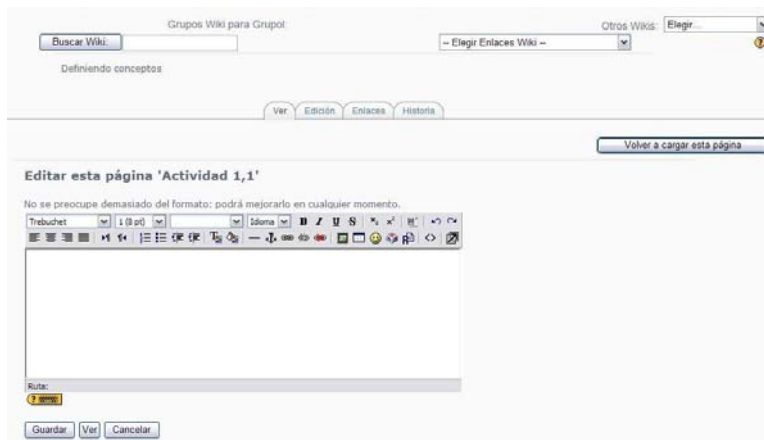 Grupos Wiki para Grupo1
Otros Wikis: Elegir...
Buscar Wiki:
-- Elegir Enlaces Wiki --
Definiendo conceptos
Ver Edición Enlaces Historia
Volver a cargar esta página
Editar esta página 'Actividad 1,1'
No se preocupe demasiado del formato: podrá mejorarlo en cualquier momento.
Trebuchet 1 (8 pt) Idioma B I U S
Ruta:
Guardar Ver Cancelar